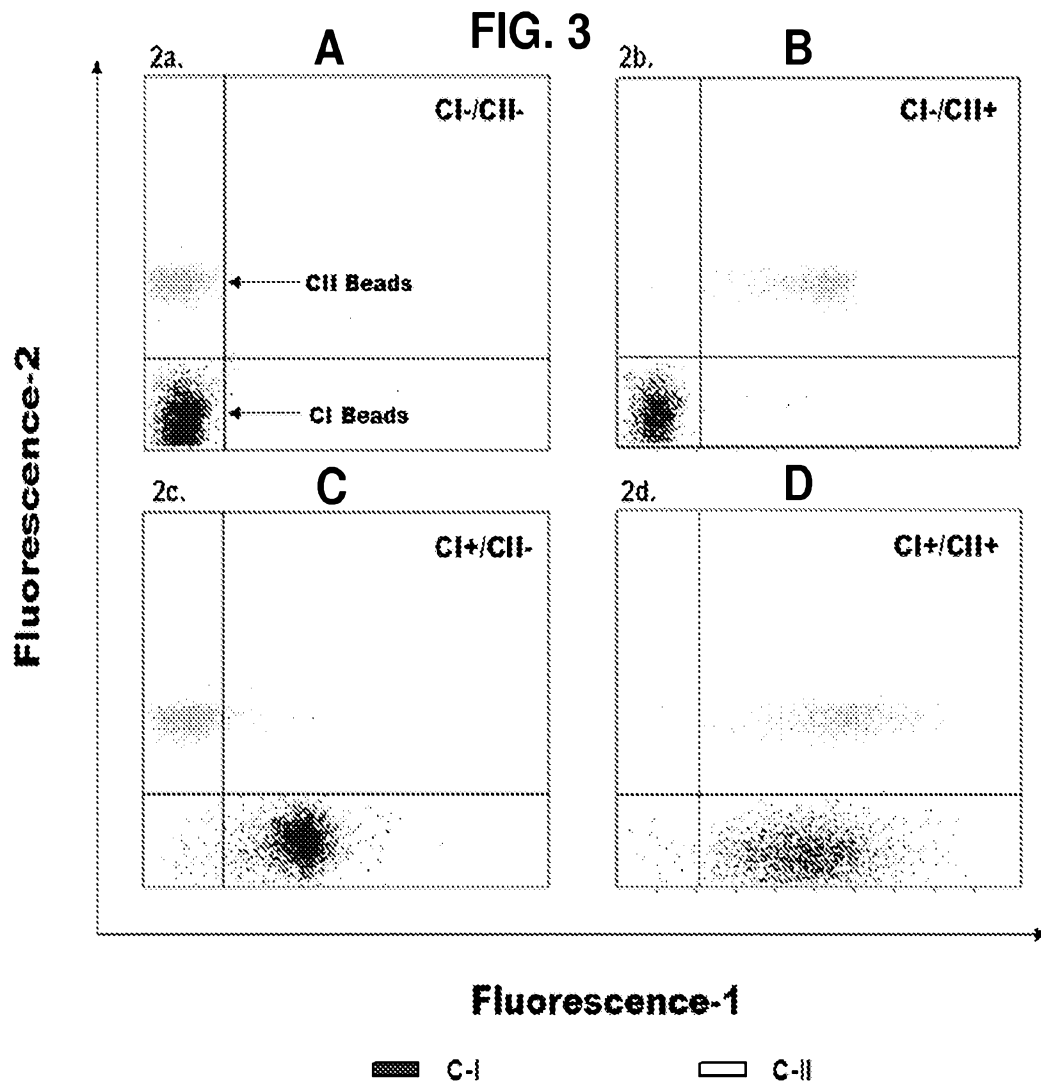 FIG. 3
2a.
A
CI-/CII-
CII Beads
CI Beads
2b.
B
CI-/CII+
2c.
C
CI+/CII-
2d.
D
CI+/CII+
Fluorescence-2
Fluorescence-1
C-I
C-II